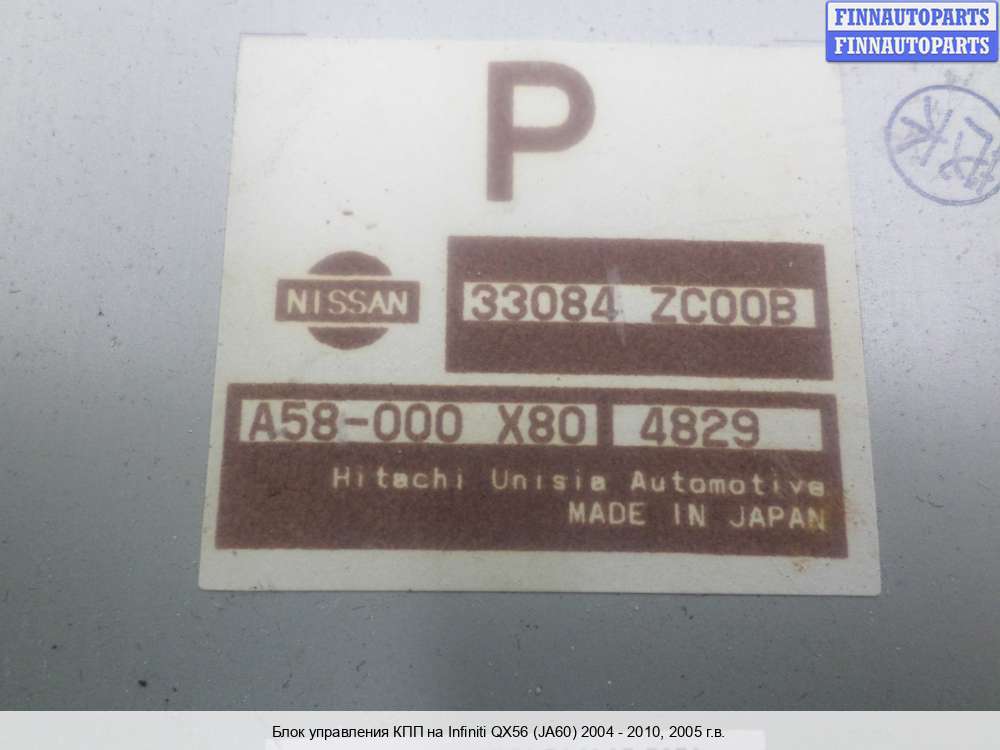 FINNAUTOPARTS
FINNAUTOPARTS
P
NISSAN
33084 ZC00B
A58-000 X80 4829
Hitachi Unisia Automotive
MADE IN JAPAN
Блок управления КПП на Infiniti QX56 (JA60) 2004 - 2010, 2005 г.в.